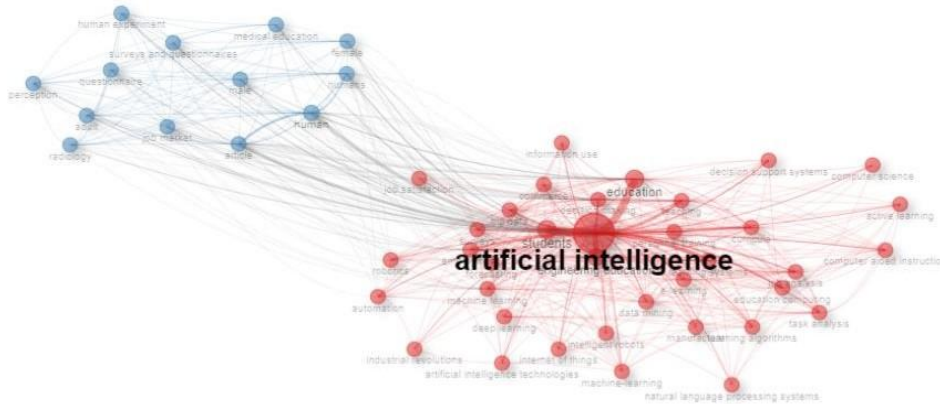 human experiment
medical education
surveys and questionnaires
female
questionnaire
humans
perception
male
adult
job market
human
radiology
article
information use
decision support systems
computer science
job satisfaction
education
commerce
active learning
students
computer aided instruction
artificial intelligence
robotics
engineering education
e-learning
education computing
automation
machine learning
data mining
task analysis
deep learning
learning algorithms
intelligent robots
industrial revolutions
internet of things
artificial intelligence technologies
machine-learning
natural language processing systems